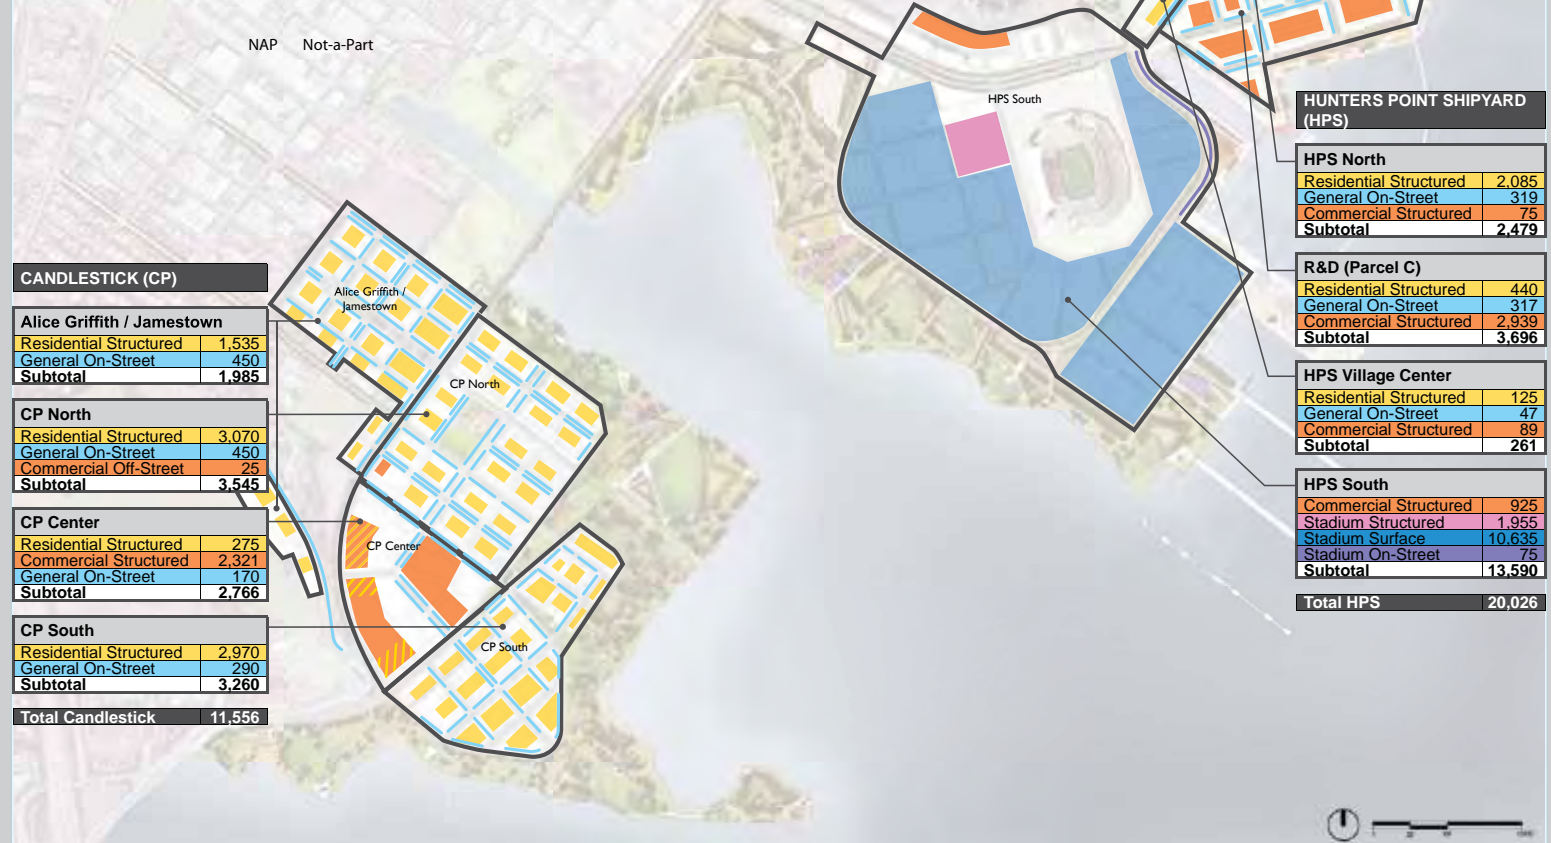 NAP Not-a-Part
CANDLESTICK (CP)
Alice Griffith / Jamestown
Residential Structured 1,535
General On-Street 450
Subtotal 1,985
CP North
Residential Structured 3,070
General On-Street 450
Commercial Off-Street 25
Subtotal 3,545
CP Center
Residential Structured 275
Commercial Structured 2,321
General On-Street 170
Subtotal 2,766
CP South
Residential Structured 2,970
General On-Street 290
Subtotal 3,260
Total Candlestick 11,556
Alice Griffith /
Jamestown
CP North
CP Center
CP South
HPS South
HUNTERS POINT SHIPYARD
(HPS)
HPS North
Residential Structured 2,085
General On-Street 319
Commercial Structured 75
Subtotal 2,479
R&D (Parcel C)
Residential Structured 440
General On-Street 317
Commercial Structured 2,939
Subtotal 3,696
HPS Village Center
Residential Structured 125
General On-Street 47
Commercial Structured 89
Subtotal 261
HPS South
Commercial Structured 925
Stadium Structured 1,955
Stadium Surface 10,635
Stadium On-Street 75
Subtotal 13,590
Total HPS 20,026